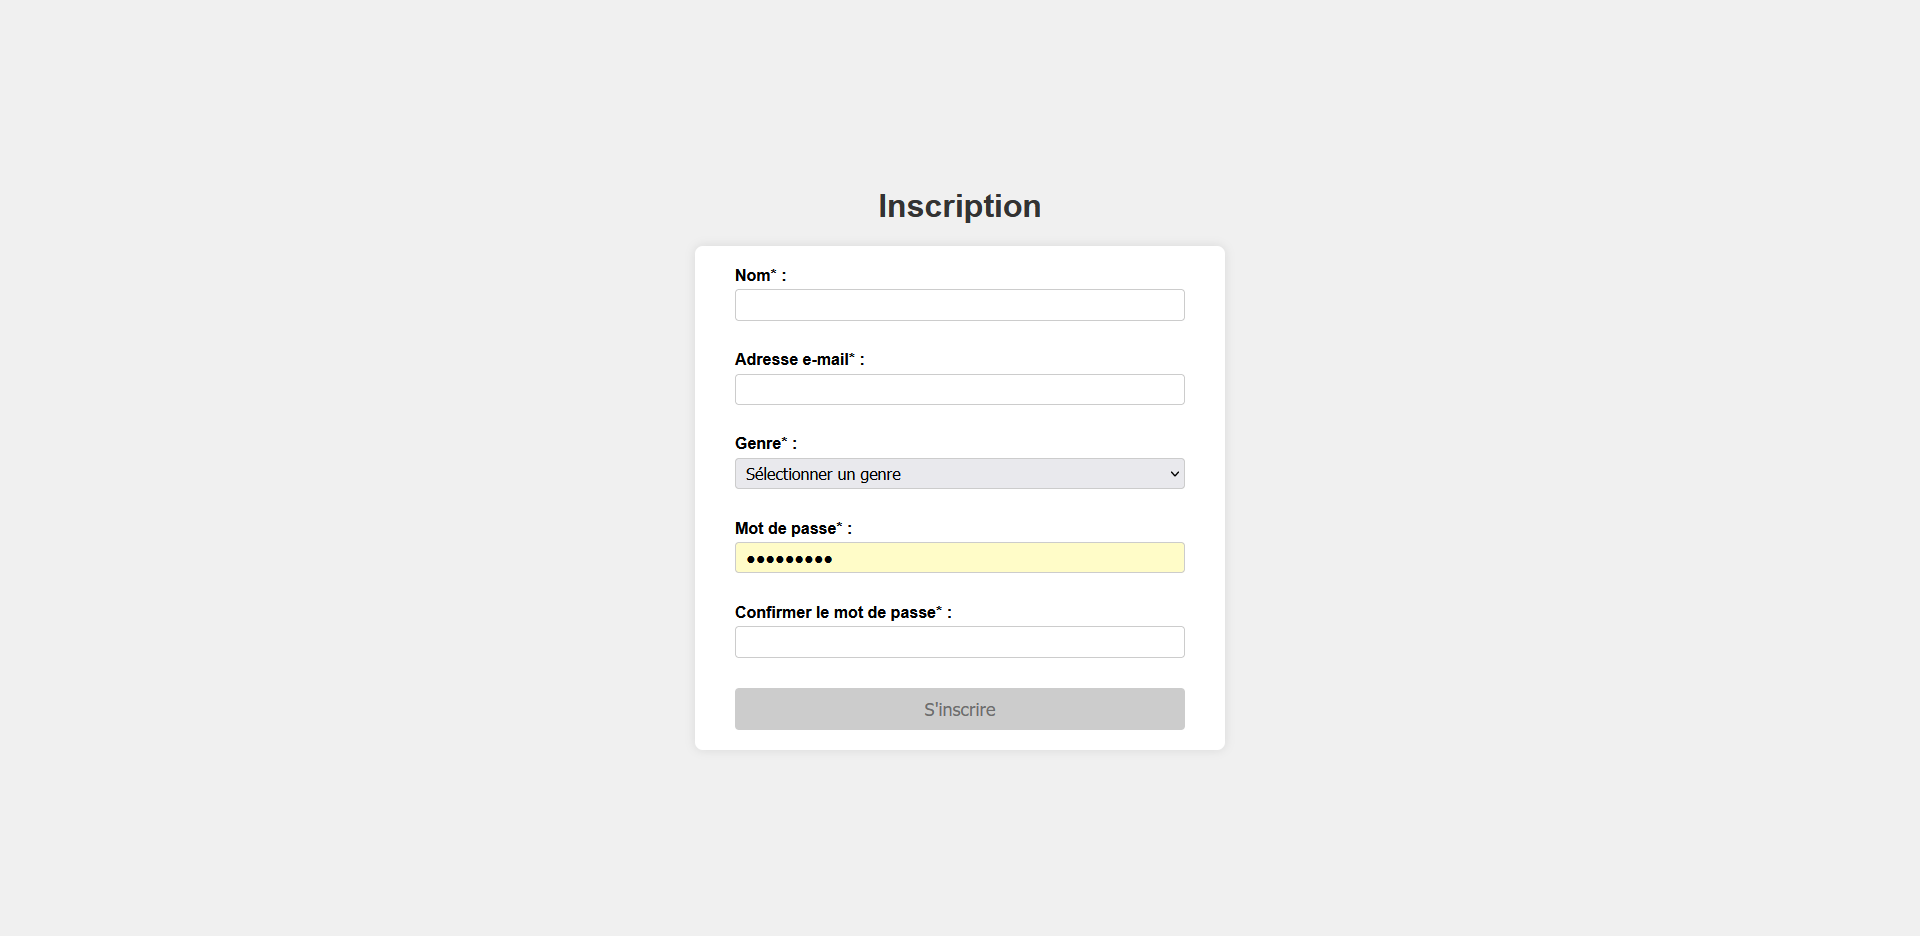 Inscription
Nom* :
Adresse e-mail* :
Genre* :
Sélectionner un genre
Mot de passe* :
●●●●●●●●●
Confirmer le mot de passe* :
S'inscrire